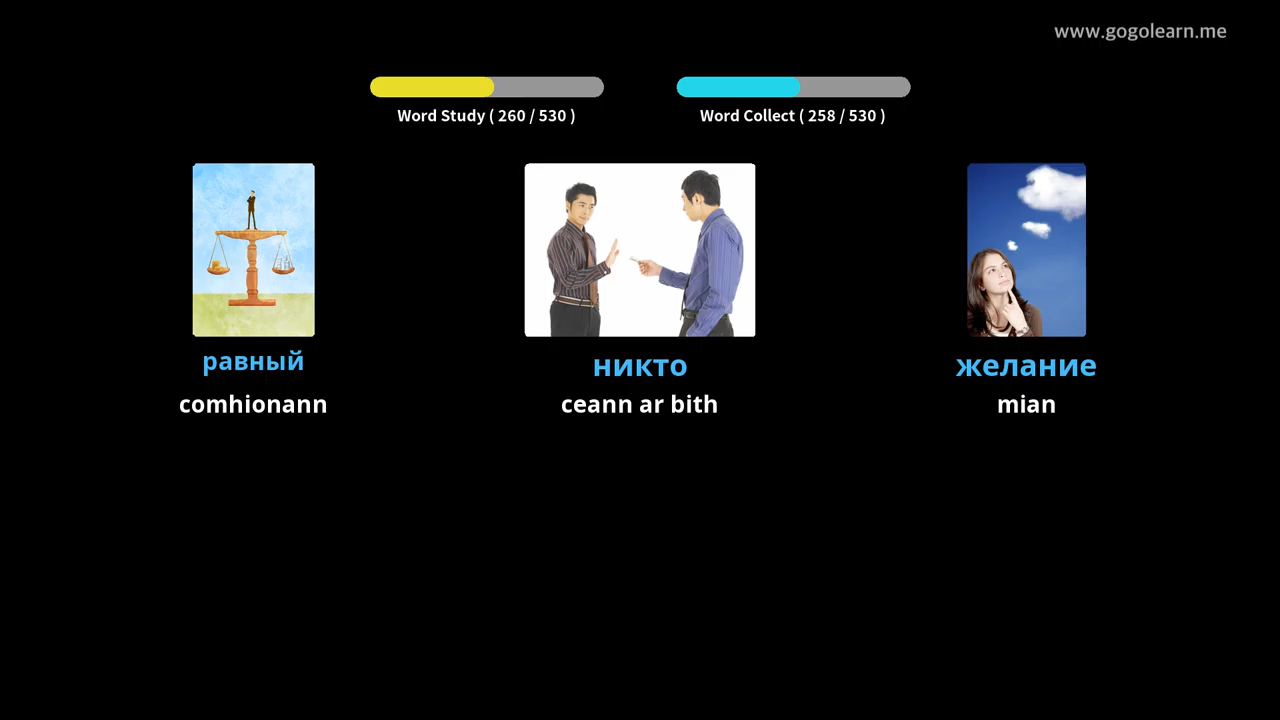 www.gogolearn.me
Word Study ( 260 / 530 )
Word Collect ( 258 / 530 )
равный
никто
желание
comhionann
ceann ar bith
mian